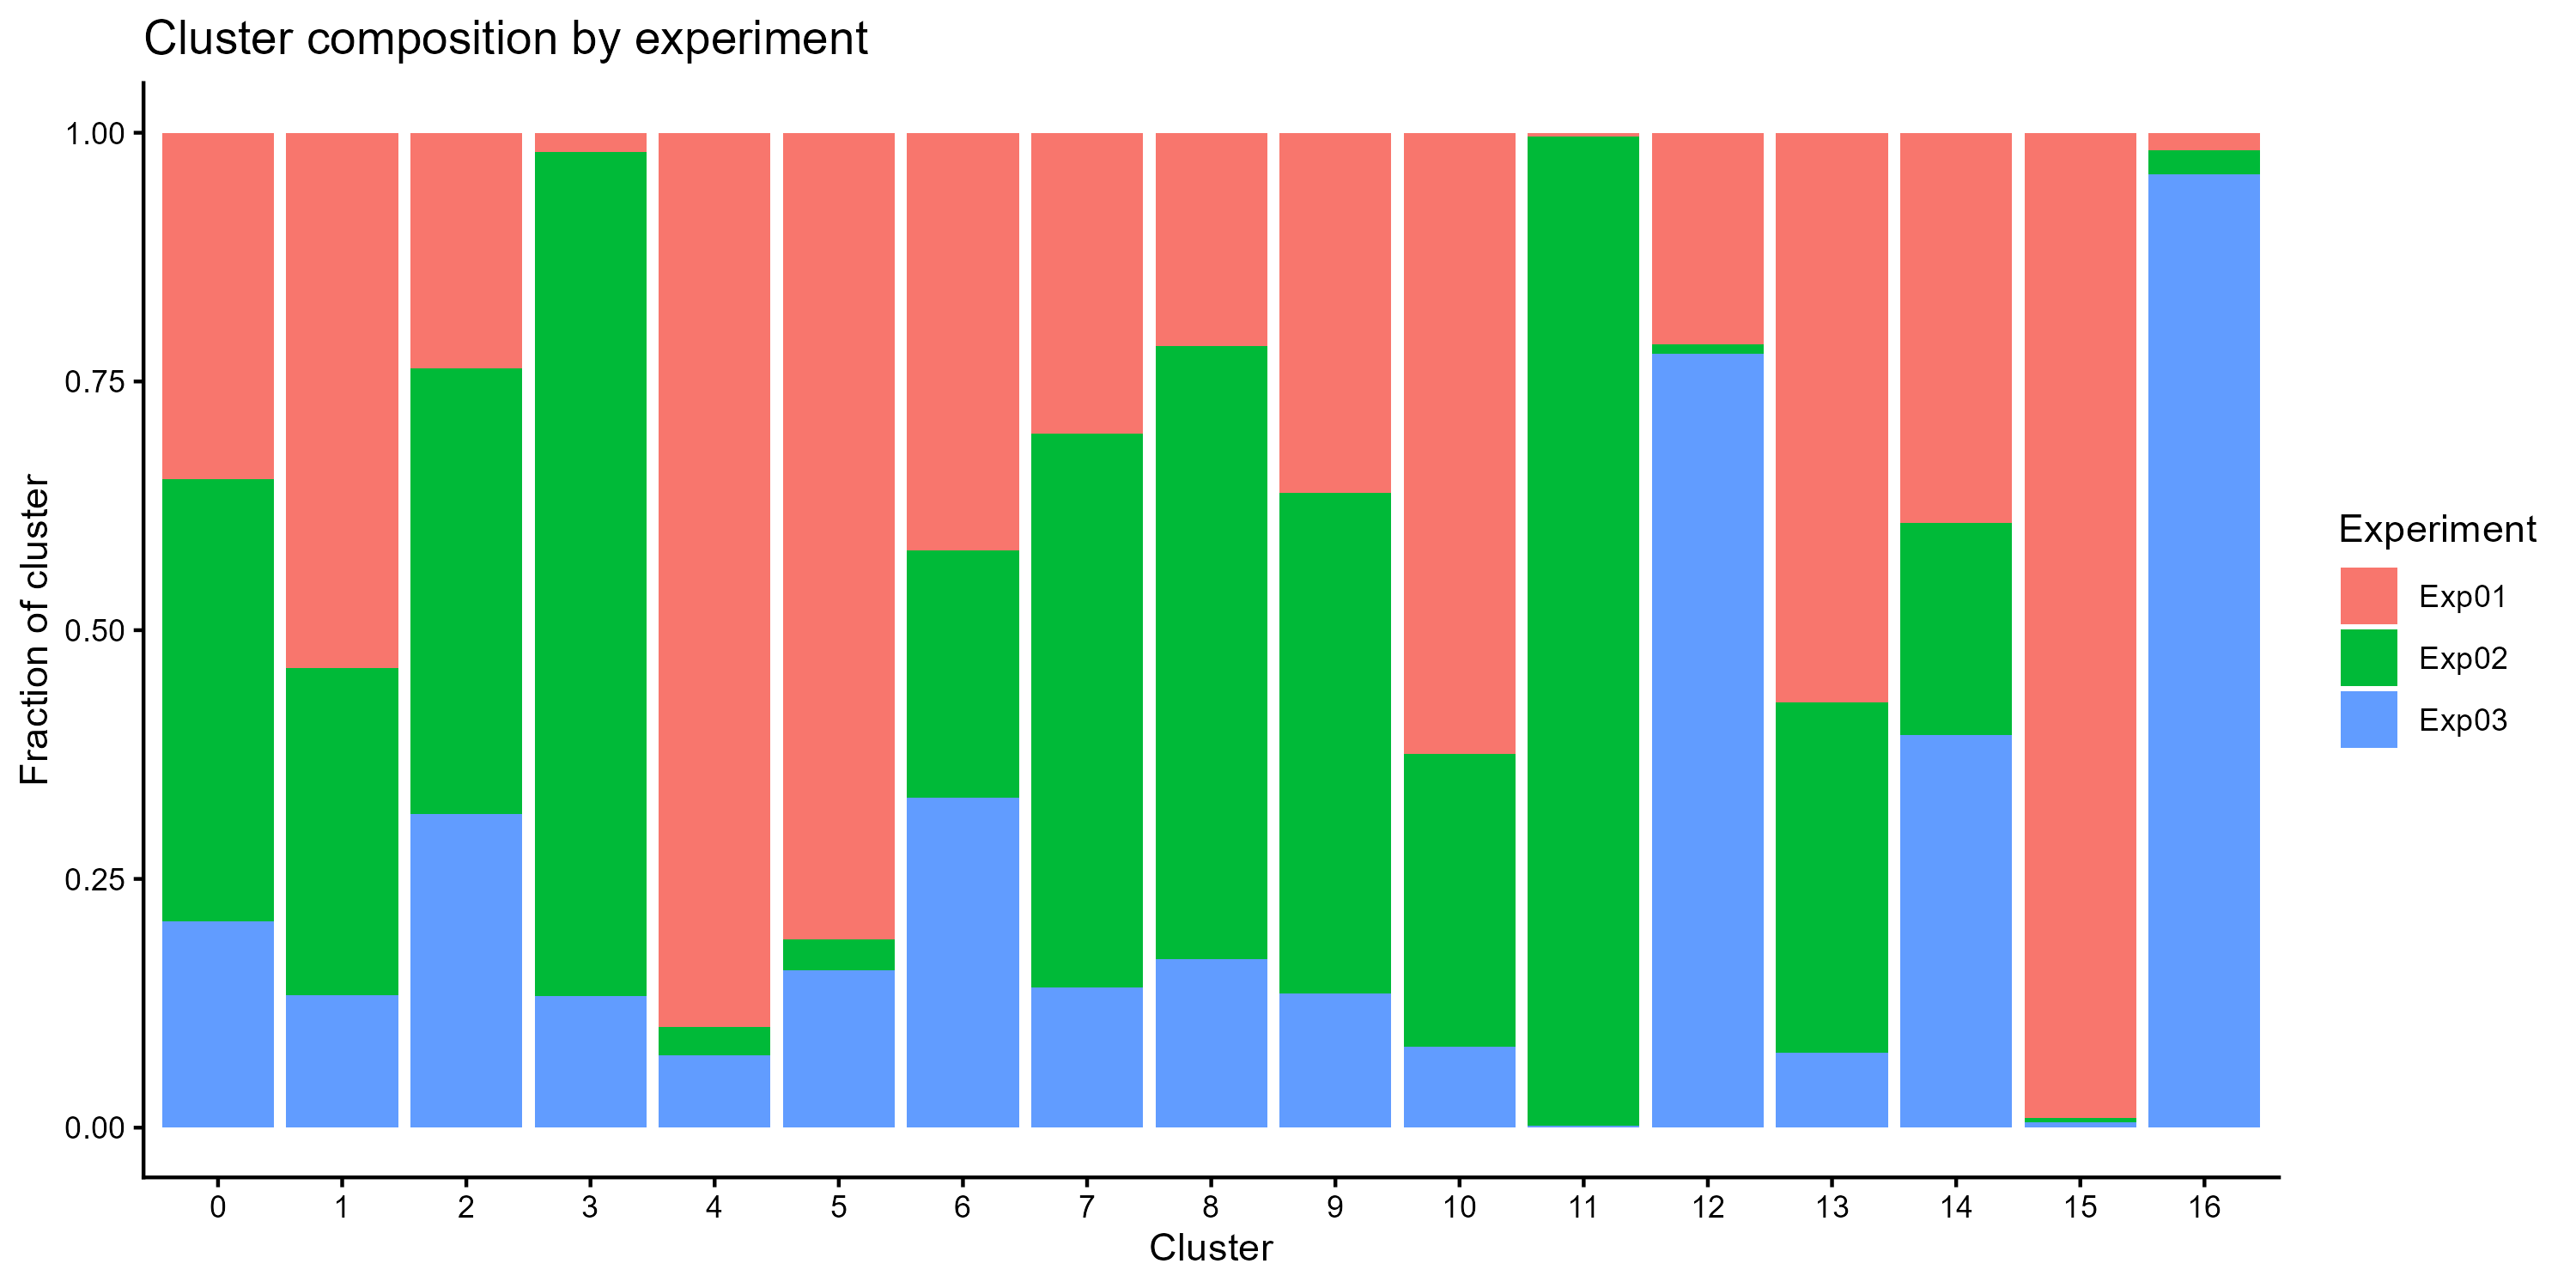 Cluster composition by experiment
Fraction of cluster
1.00
0.75
0.50
0.25
0.00
0 1 2 3 4 5 6 7 8 9 10 11 12 13 14 15 16
Cluster
Experiment
Exp01
Exp02
Exp03